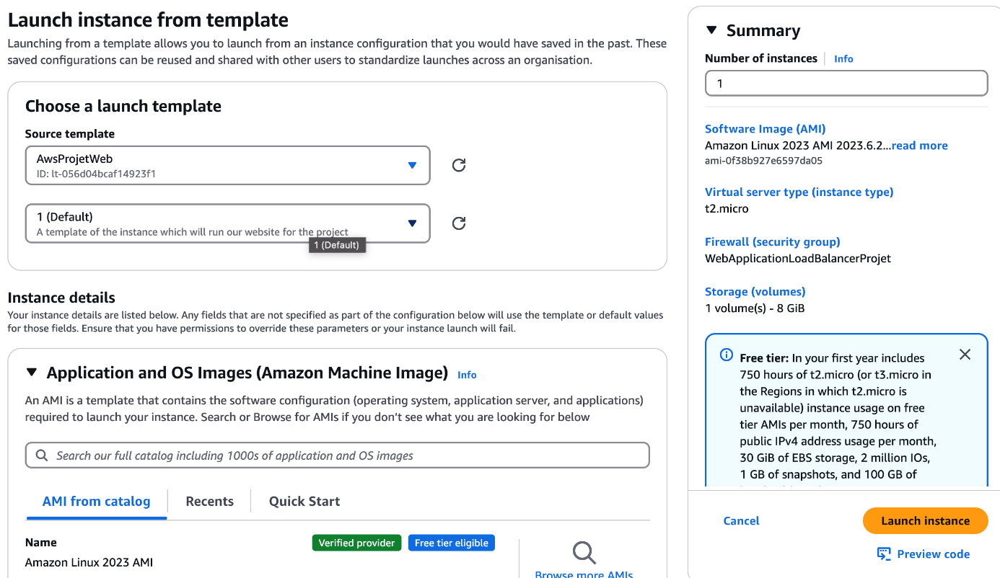 Launch instance from template
Launching from a template allows you to launch from an instance configuration that you would have saved in the past. These
saved configurations can be reused and shared with other users to standardize launches across an organisation.
Choose a launch template
Source template
AwsProjetWeb
ID: lt-056d04bcaf14923f1
1 (Default)
A template of the instance which will run our website for the project
1 (Default)
Instance details
Your instance details are listed below. Any fields that are not specified as part of the configuration below will use the template or default values
for those fields. Ensure that you have permissions to override these parameters or your instance launch will fail.
Application and OS Images (Amazon Machine Image) Info
An AMI is a template that contains the software configuration (operating system, application server, and applications)
required to launch your instance. Search or Browse for AMIs if you don't see what you are looking for below
Search our full catalog including 1000s of application and OS images
AMI from catalog Recents Quick Start
Name
Amazon Linux 2023 AMI
Verified provider Free tier eligible
Browse more AMIs
Summary
Number of instances Info
1
Software Image (AMI)
Amazon Linux 2023 AMI 2023.6.2...read more
ami-0f38b927e6597da05
Virtual server type (instance type)
t2.micro
Firewall (security group)
WebApplicationLoadBalancerProjet
Storage (volumes)
1 volume(s) - 8 GiB
Free tier: In your first year includes
750 hours of t2.micro (or t3.micro in
the Regions in which t2.micro is
unavailable) instance usage on free
tier AMIs per month, 750 hours of
public IPv4 address usage per month,
30 GiB of EBS storage, 2 million IOs,
1 GB of snapshots, and 100 GB of
Cancel
Launch instance
Preview code